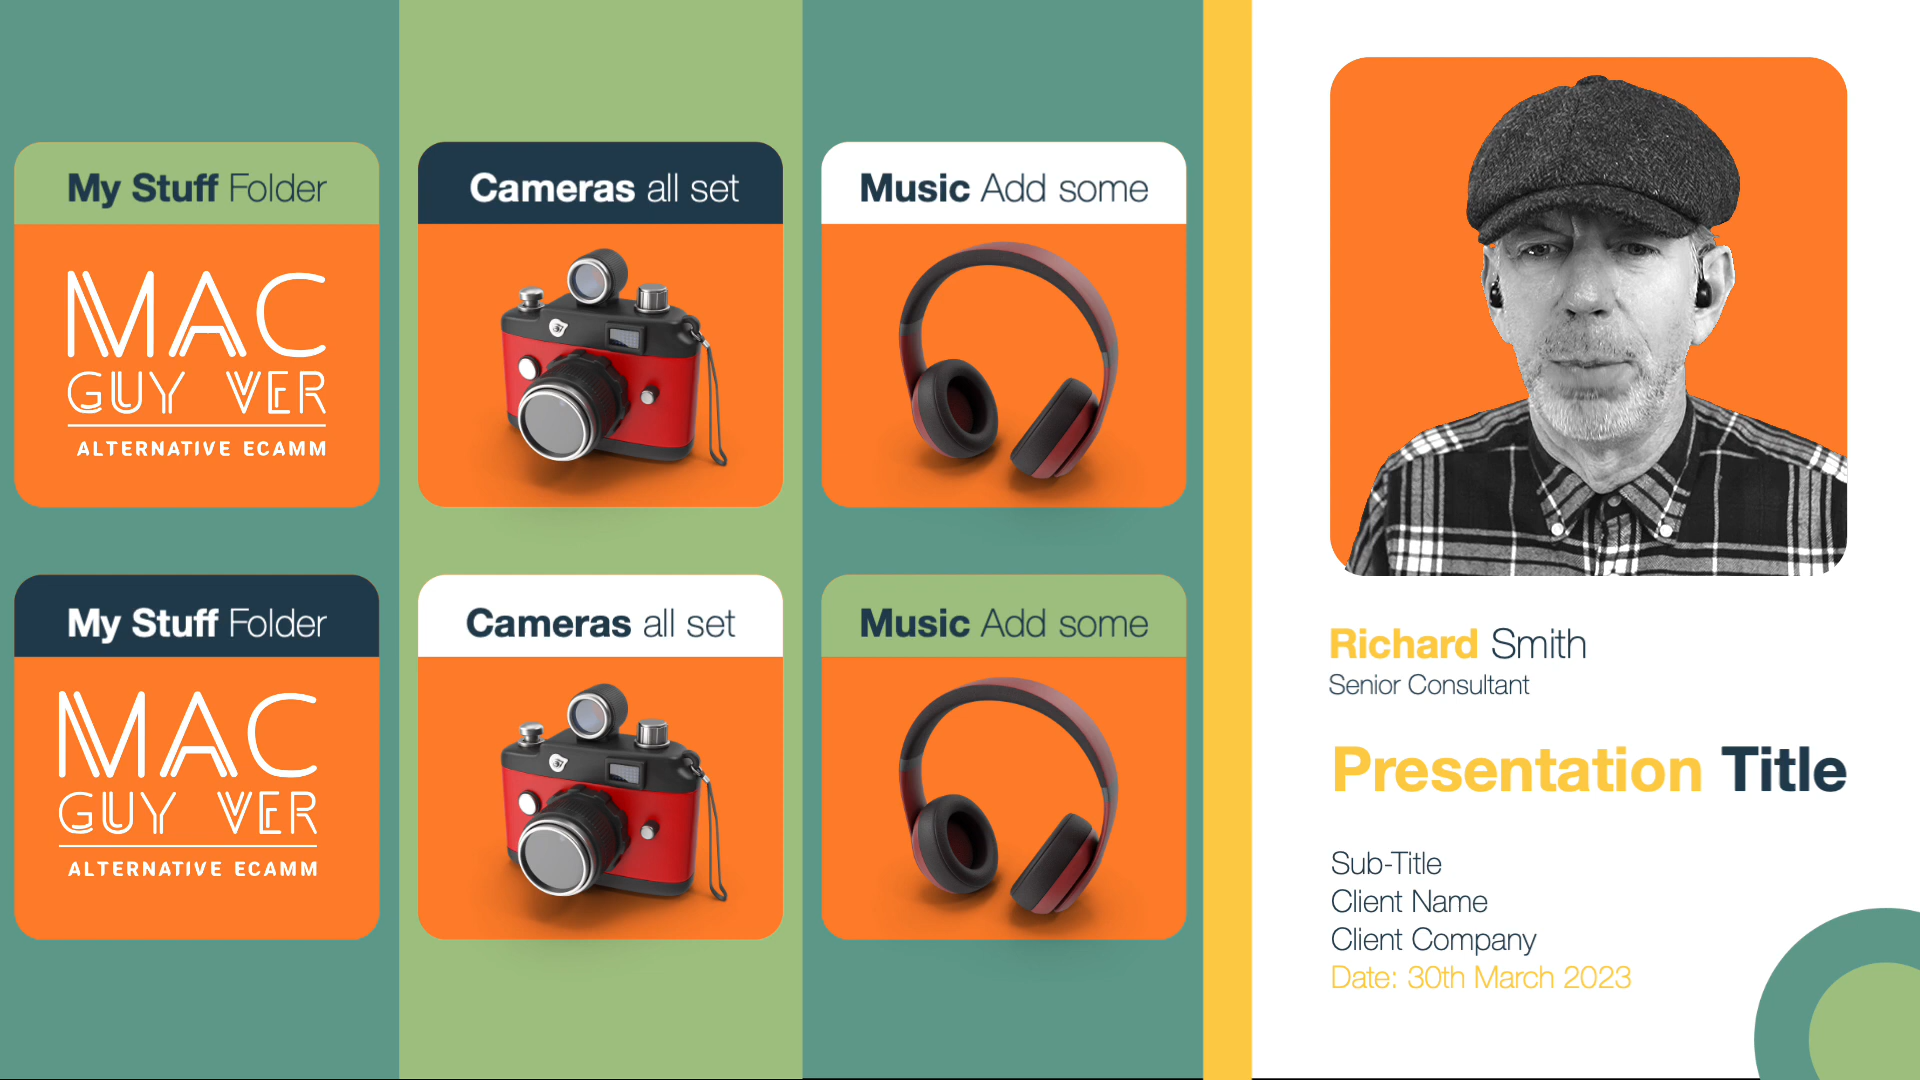 My Stuff Folder
MAC
GUY VER
ALTERNATIVE ECAMM
Cameras all set
Music Add some
My Stuff Folder
MAC
GUY VER
ALTERNATIVE ECAMM
Cameras all set
Music Add some
Richard Smith
Senior Consultant
Presentation Title
Sub-Title
Client Name
Client Company
Date: 30th March 2023